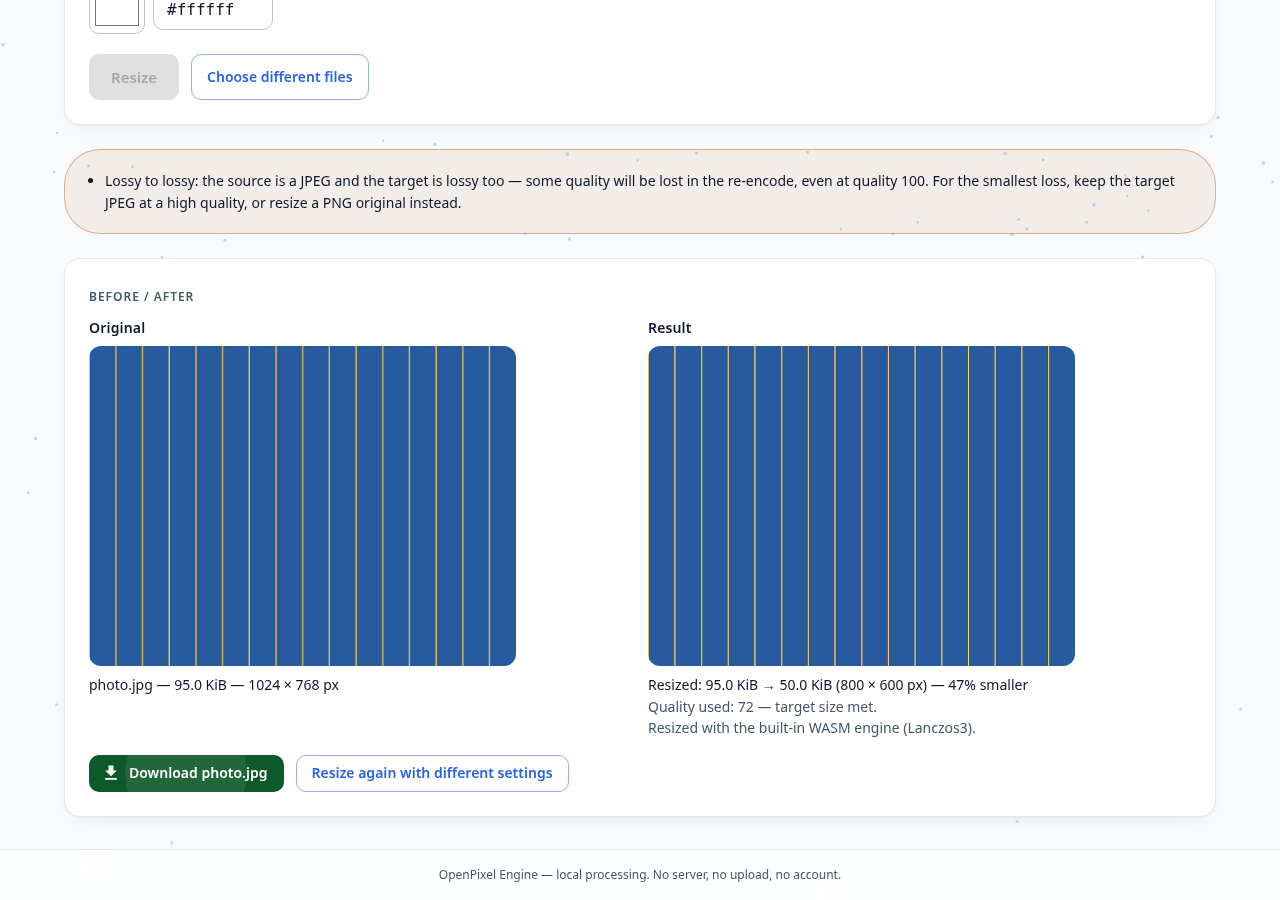 #ffffff
Resize
Choose different files
• Lossy to lossy: the source is a JPEG and the target is lossy too — some quality will be lost in the re-encode, even at quality 100. For the smallest loss, keep the target
JPEG at a high quality, or resize a PNG original instead.
BEFORE / AFTER
Original
Result
photo.jpg — 95.0 KiB — 1024 × 768 px
Resized: 95.0 KiB → 50.0 KiB (800 × 600 px) — 47% smaller
Quality used: 72 — target size met.
Resized with the built-in WASM engine (Lanczos3).
Download photo.jpg
Resize again with different settings
OpenPixel Engine — local processing. No server, no upload, no account.